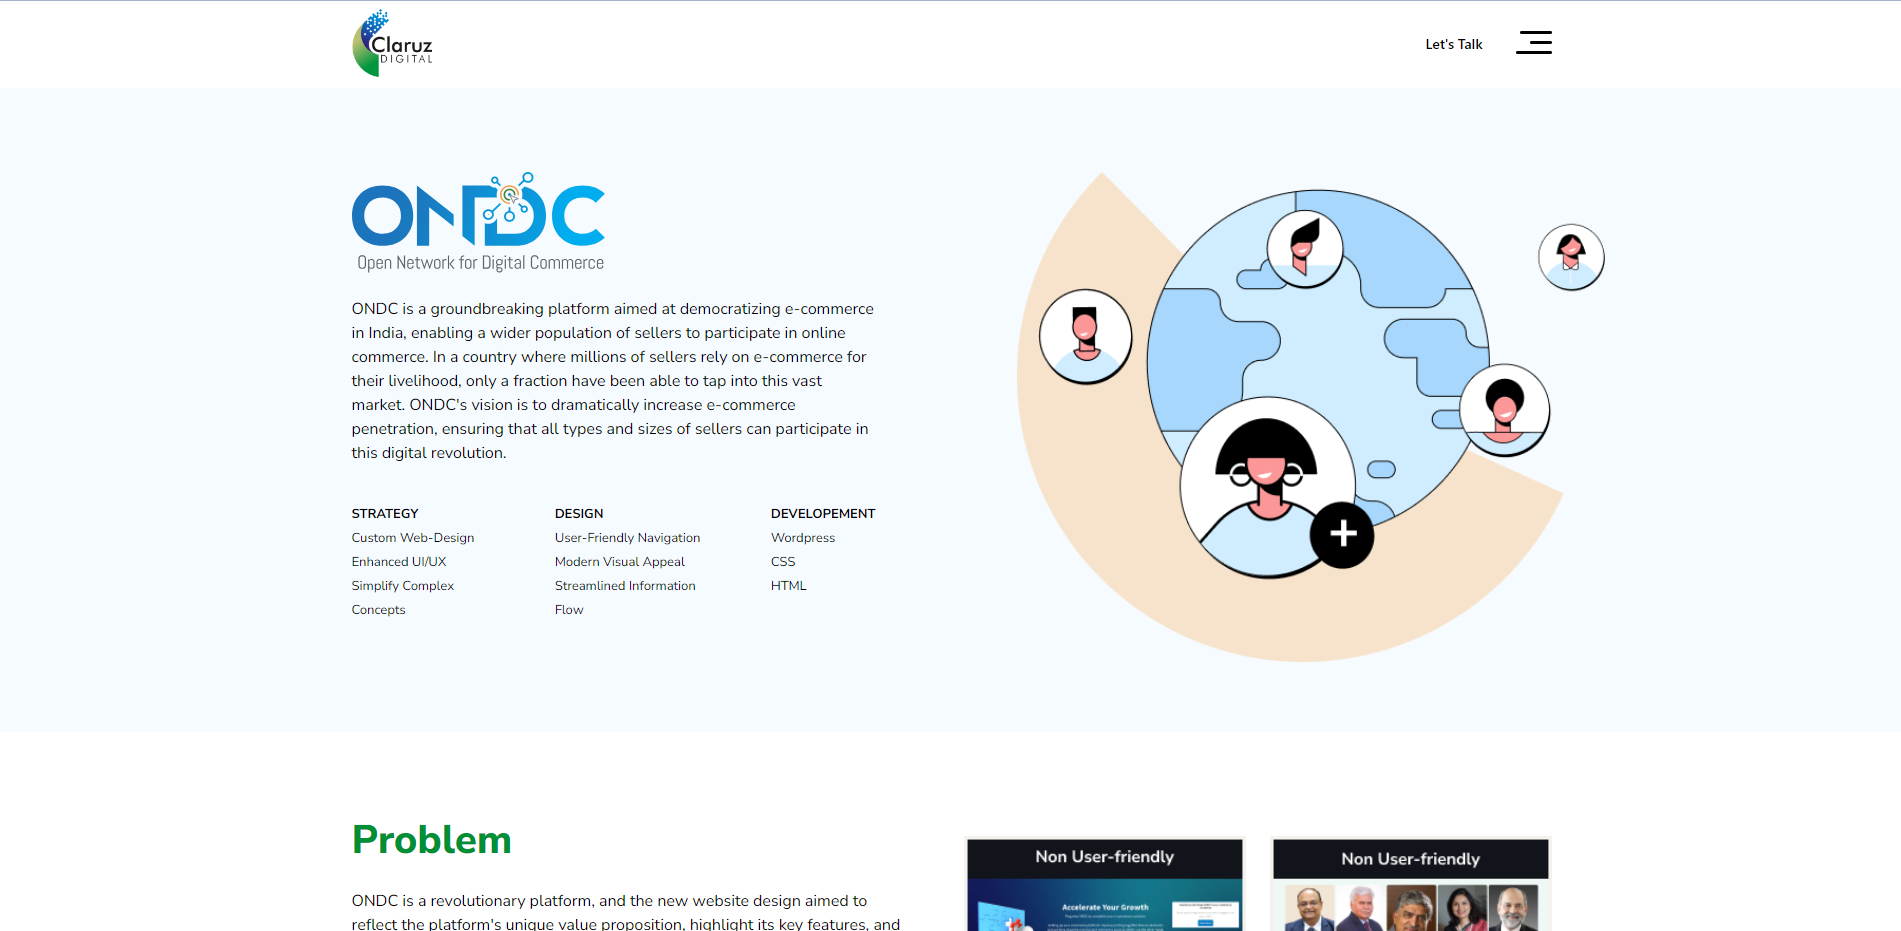 Claruz
DIGITAL
Let's Talk
ONDC
Open Network for Digital Commerce
ONDC is a groundbreaking platform aimed at democratizing e-commerce
in India, enabling a wider population of sellers to participate in online
commerce. In a country where millions of sellers rely on e-commerce for
their livelihood, only a fraction have been able to tap into this vast
market. ONDC's vision is to dramatically increase e-commerce
penetration, ensuring that all types and sizes of sellers can participate in
this digital revolution.
STRATEGY
Custom Web-Design
Enhanced UI/UX
Simplify Complex
Concepts
DESIGN
User-Friendly Navigation
Modern Visual Appeal
Streamlined Information
Flow
DEVELOPEMENT
Wordpress
CSS
HTML
Problem
ONDC is a revolutionary platform, and the new website design aimed to
reflect the platform's unique value proposition, highlight its key features, and
Non User-friendly
Accelerate Your Growth
Non User-friendly